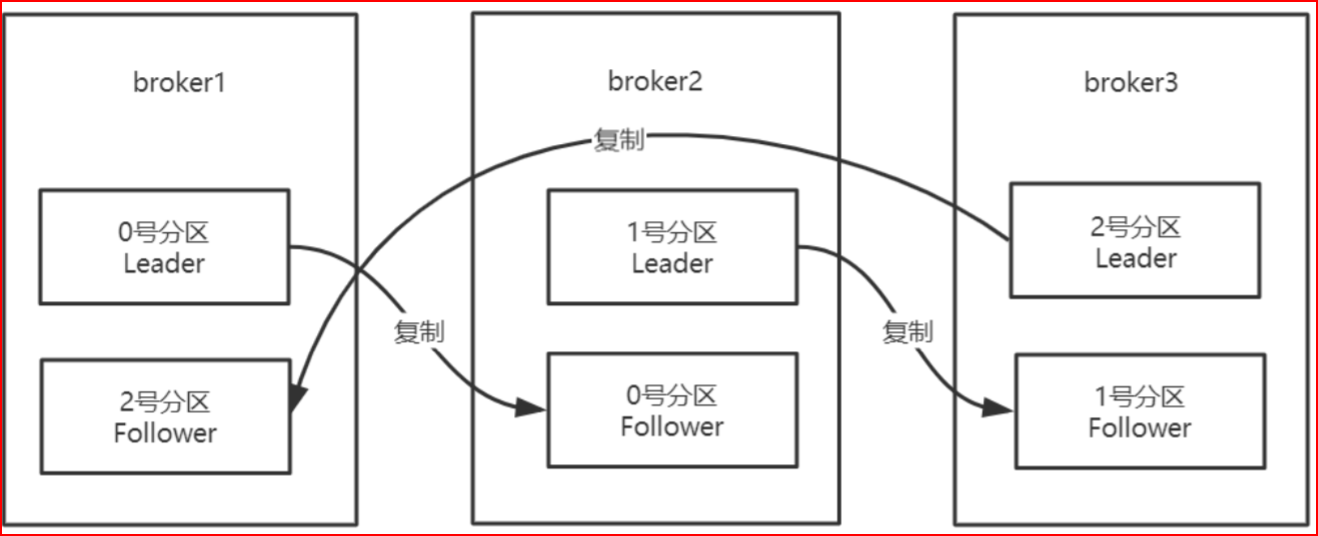 broker1
broker2
broker3
复制
0号分区
Leader
1号分区
Leader
2号分区
Leader
复制
复制
2号分区
Follower
0号分区
Follower
1号分区
Follower